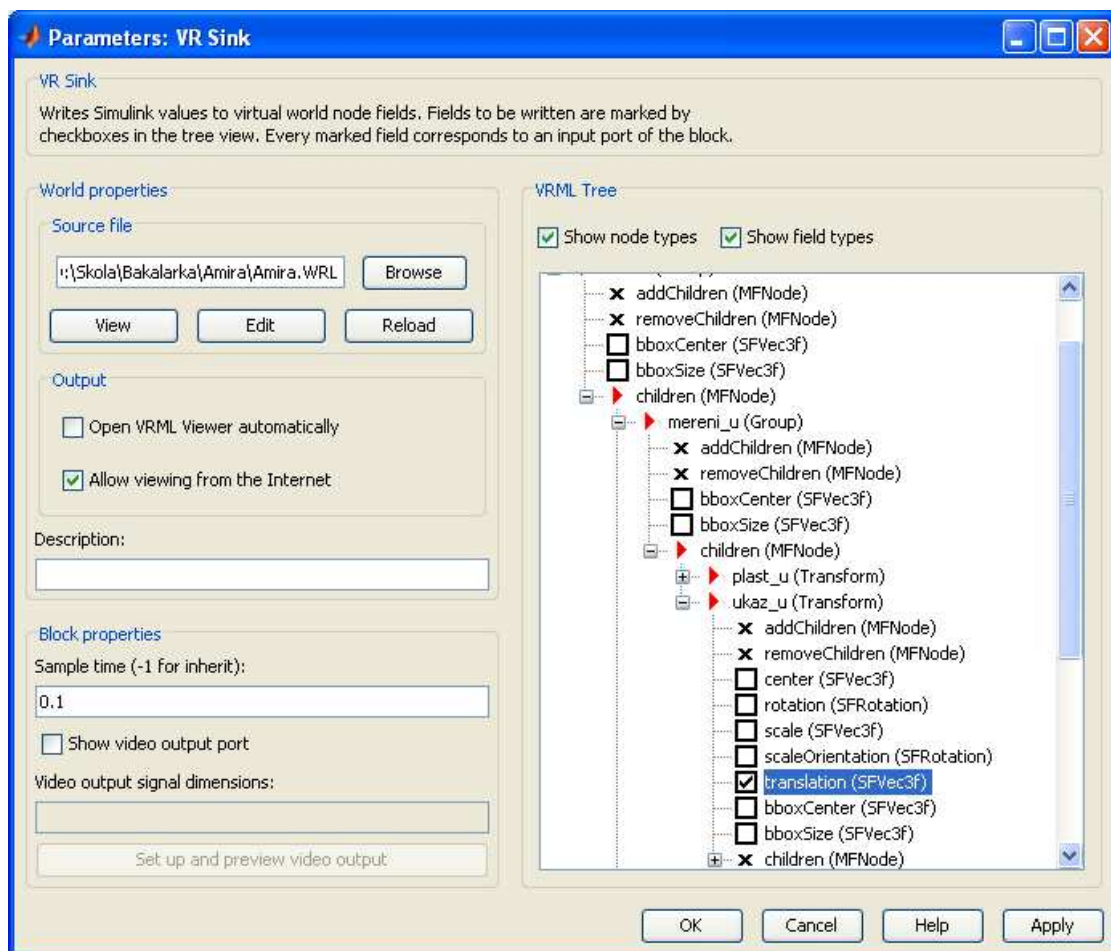 Parameters: VR Sink
VR Sink
Writes Simulink values to virtual world node fields. Fields to be written are marked by
checkboxes in the tree view. Every marked field corresponds to an input port of the block.
World properties
Source file
:\Skola\Bakalarka\Amira\Amira.WRL
Browse
View
Edit
Reload
Output
Open VRML Viewer automatically
Allow viewing from the Internet
Description:
Block properties
Sample time (-1 for inherit):
0.1
Show video output port
Video output signal dimensions:
Set up and preview video output
VRML Tree
Show node types
Show field types
addChildren (MFNode)
removeChildren (MFNode)
bboxCenter (SFVec3f)
bboxSize (SFVec3f)
children (MFNode)
mereni_u (Group)
addChildren (MFNode)
removeChildren (MFNode)
bboxCenter (SFVec3f)
bboxSize (SFVec3f)
children (MFNode)
plast_u (Transform)
ukaz_u (Transform)
addChildren (MFNode)
removeChildren (MFNode)
center (SFVec3f)
rotation (SFRotation)
scale (SFVec3f)
scaleOrientation (SFRotation)
translation (SFVec3f)
bboxCenter (SFVec3f)
bboxSize (SFVec3f)
children (MFNode)
OK
Cancel
Help
Apply